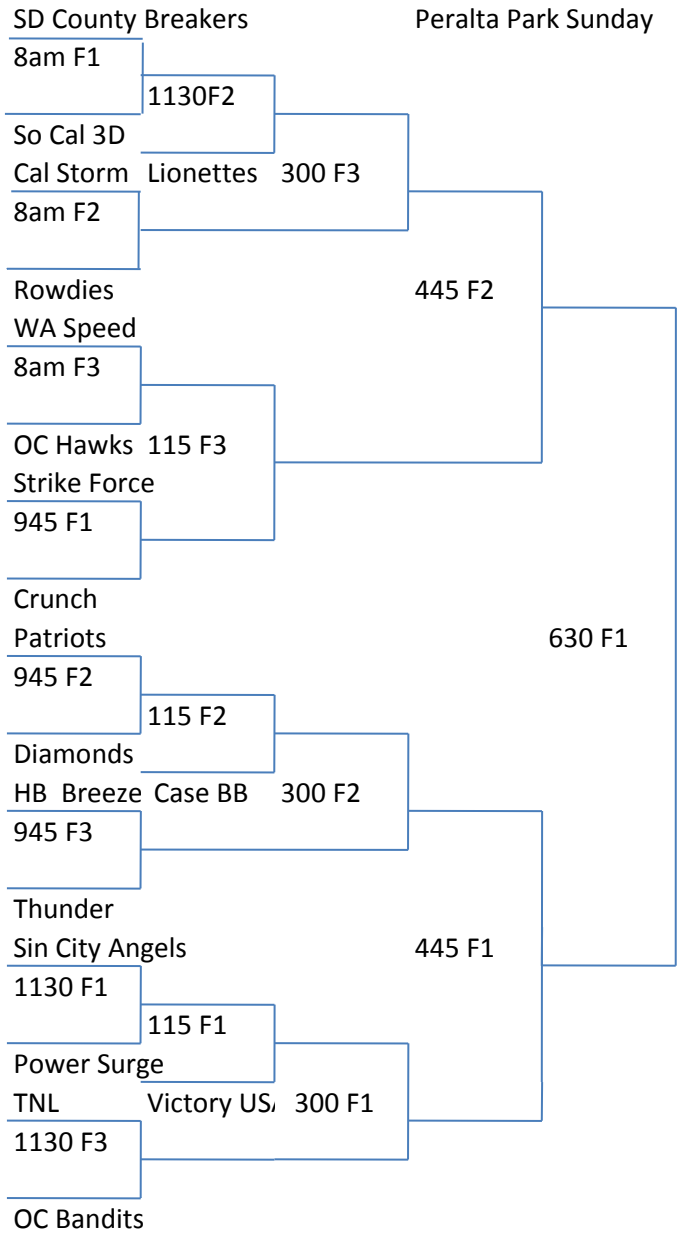 SD County Breakers Peralta Park Sunday
8am F1
1130F2
So Cal 3D
Cal Storm Lionettes 300 F3
8am F2
Rowdies 445 F2
WA Speed
8am F3
OC Hawks 115 F3
Strike Force
945 F1
Crunch
Patriots 630 F1
945 F2
115 F2
Diamonds
HB Breeze Case BB 300 F2
945 F3
Thunder
Sin City Angels 445 F1
1130 F1
115 F1
Power Surge
TNL Victory US 300 F1
1130 F3
OC Bandits